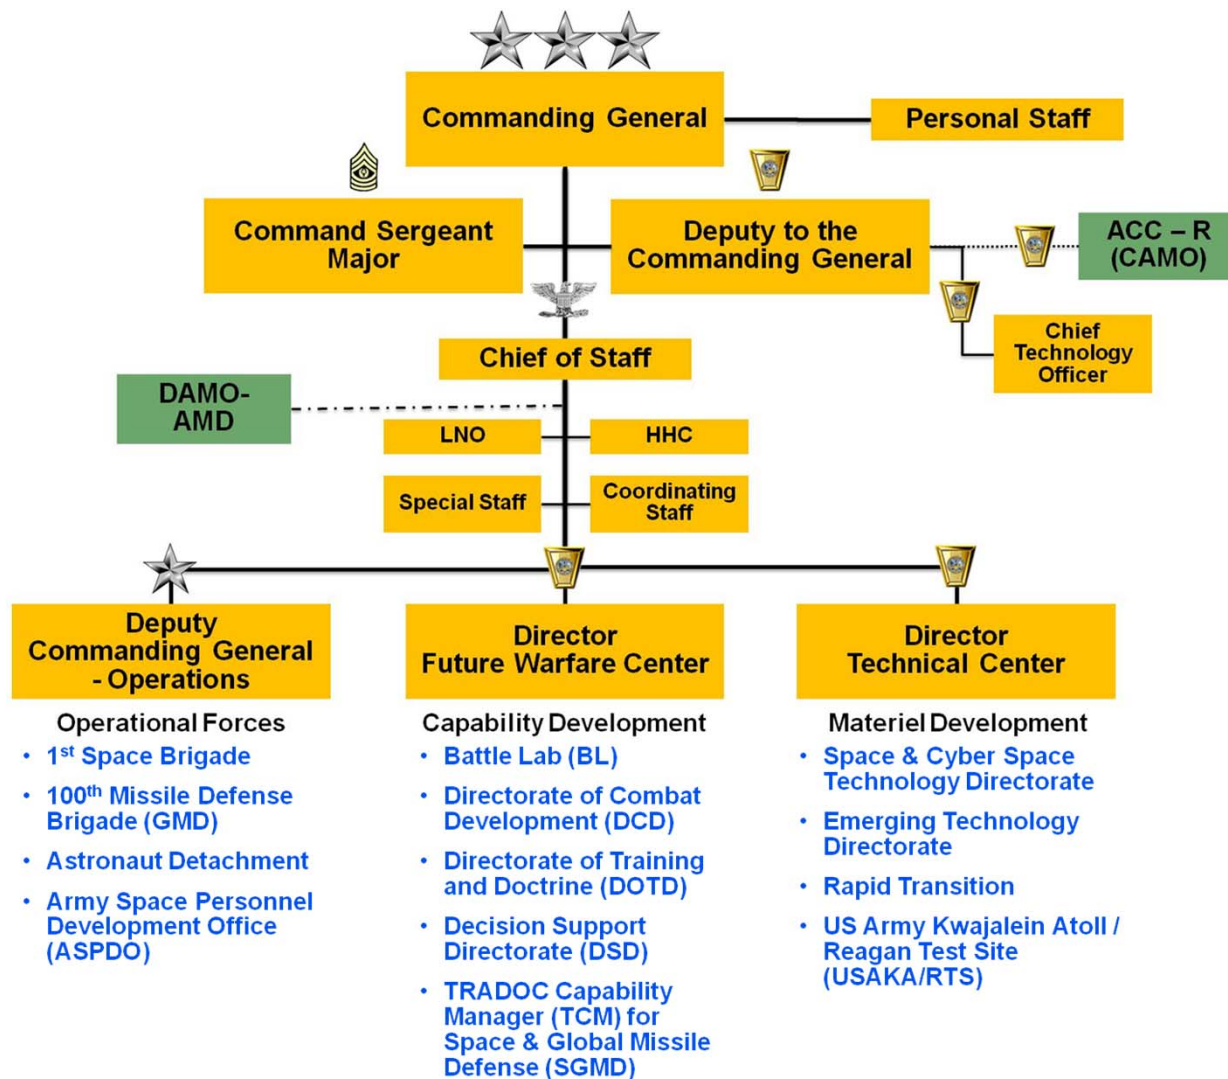 Commanding General
Personal Staff
Command Sergeant
Major
Deputy to the
Commanding General
ACC – R
(CAMO)
Chief
Technology
Officer
Chief of Staff
DAMO-
AMD
LNO
HHC
Special Staff
Coordinating
Staff
Deputy
Commanding General
- Operations
Operational Forces
• 1st Space Brigade
• 100th Missile Defense
Brigade (GMD)
• Astronaut Detachment
• Army Space Personnel
Development Office
(ASPDO)
Director
Future Warfare Center
Capability Development
• Battle Lab (BL)
• Directorate of Combat
Development (DCD)
• Directorate of Training
and Doctrine (DOTD)
• Decision Support
Directorate (DSD)
• TRADOC Capability
Manager (TCM) for
Space & Global Missile
Defense (SGMD)
Director
Technical Center
Materiel Development
• Space & Cyber Space
Technology Directorate
• Emerging Technology
Directorate
• Rapid Transition
• US Army Kwajalein Atoll /
Reagan Test Site
(USAKA/RTS)